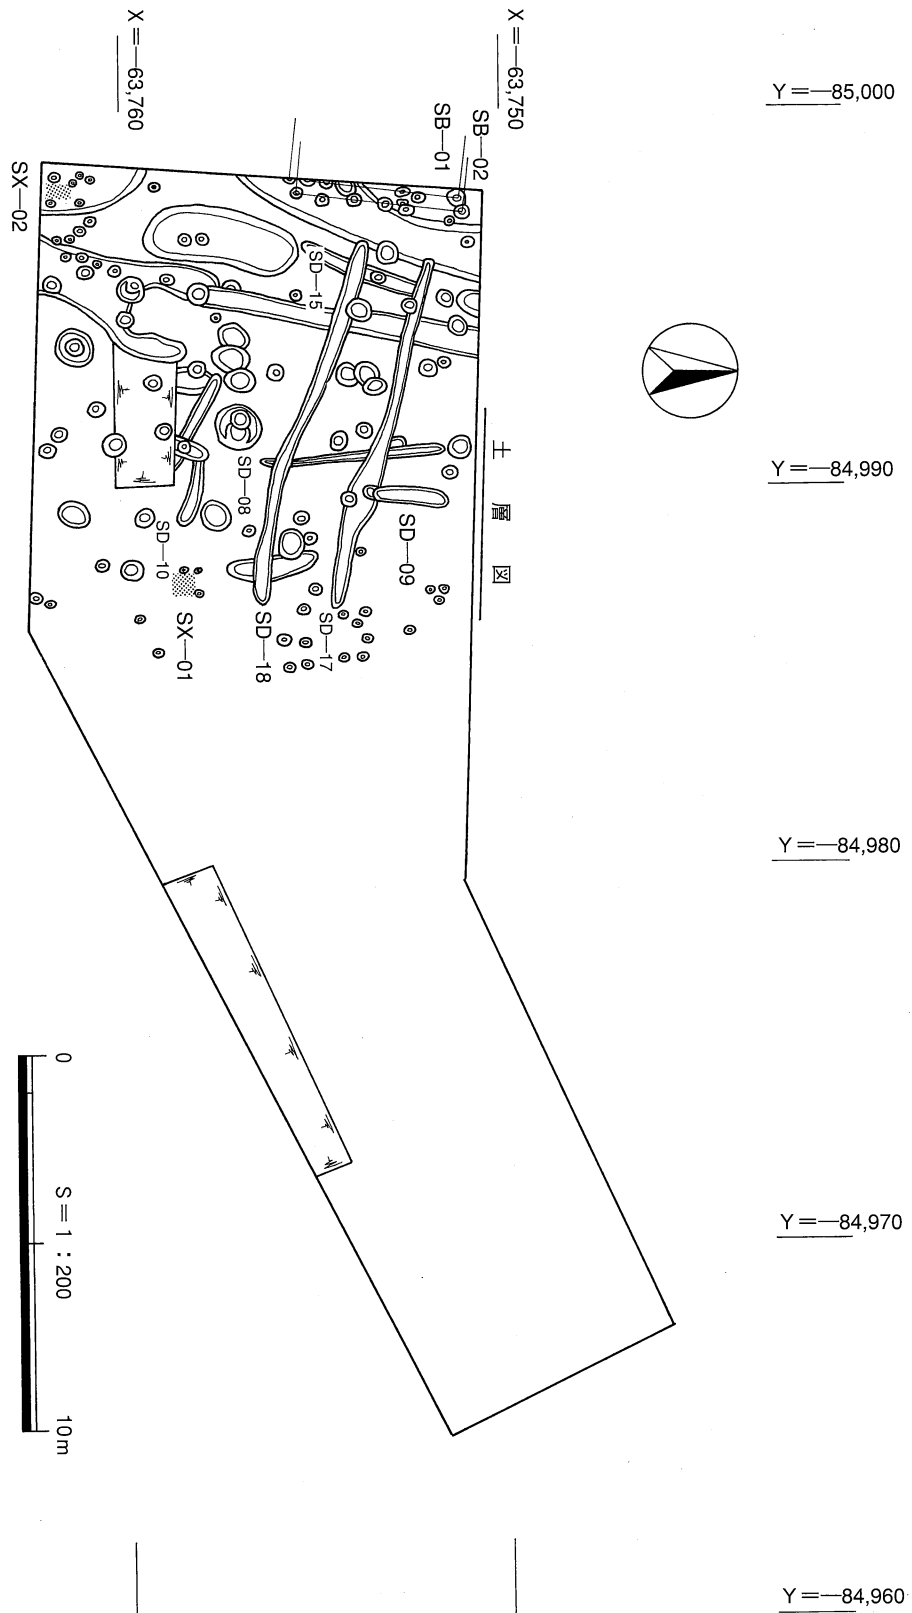 X＝—63,760
X＝—63,750
Y＝—85,000
SB—01
SB—02
SX—02
SD—15
土層図
Y＝—84,990
SD—08
SD—09
SD—10
SX—01
SD—18
SD—17
Y＝—84,980
0
S＝1：200
10m
Y＝—84,970
Y＝—84,960